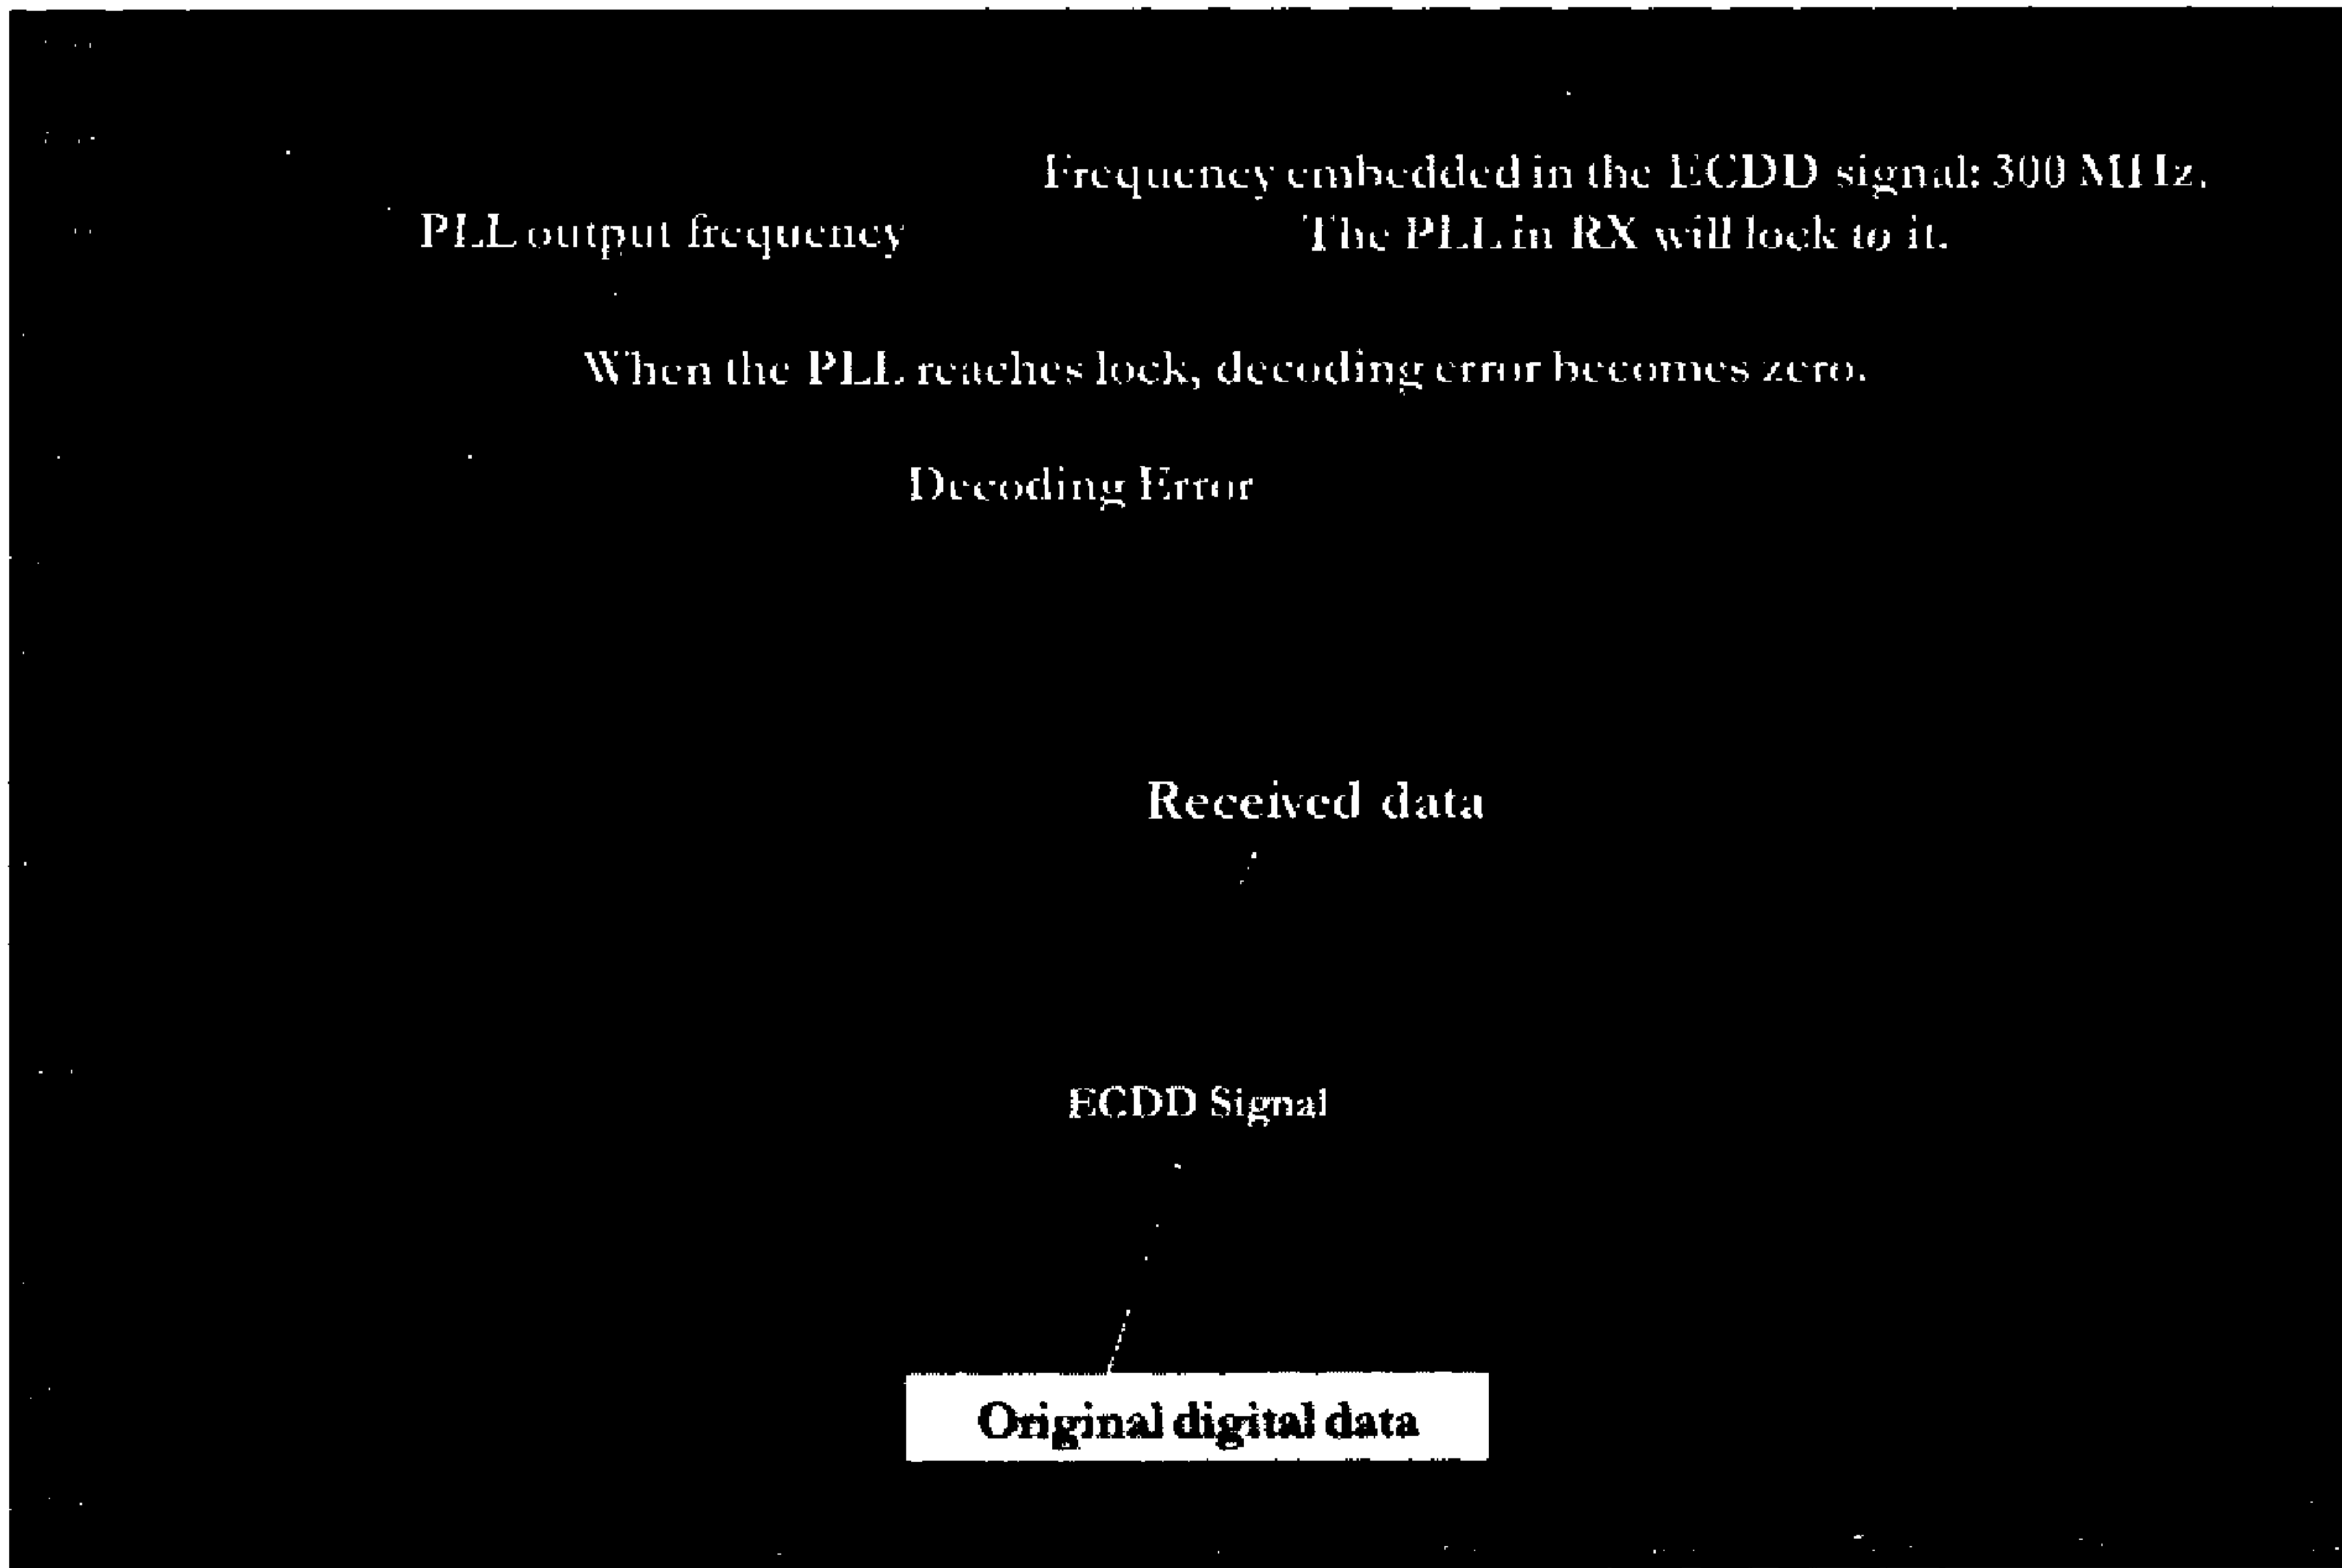 Frequency embedded in the ECDD signal: 300 MHz.
PLL output frequency
The PLL in RX will lock to it.
When the PLL reaches lock, decoding error becomes zero.
Decoding Error
Received data
ECDD Signal
Original digital data